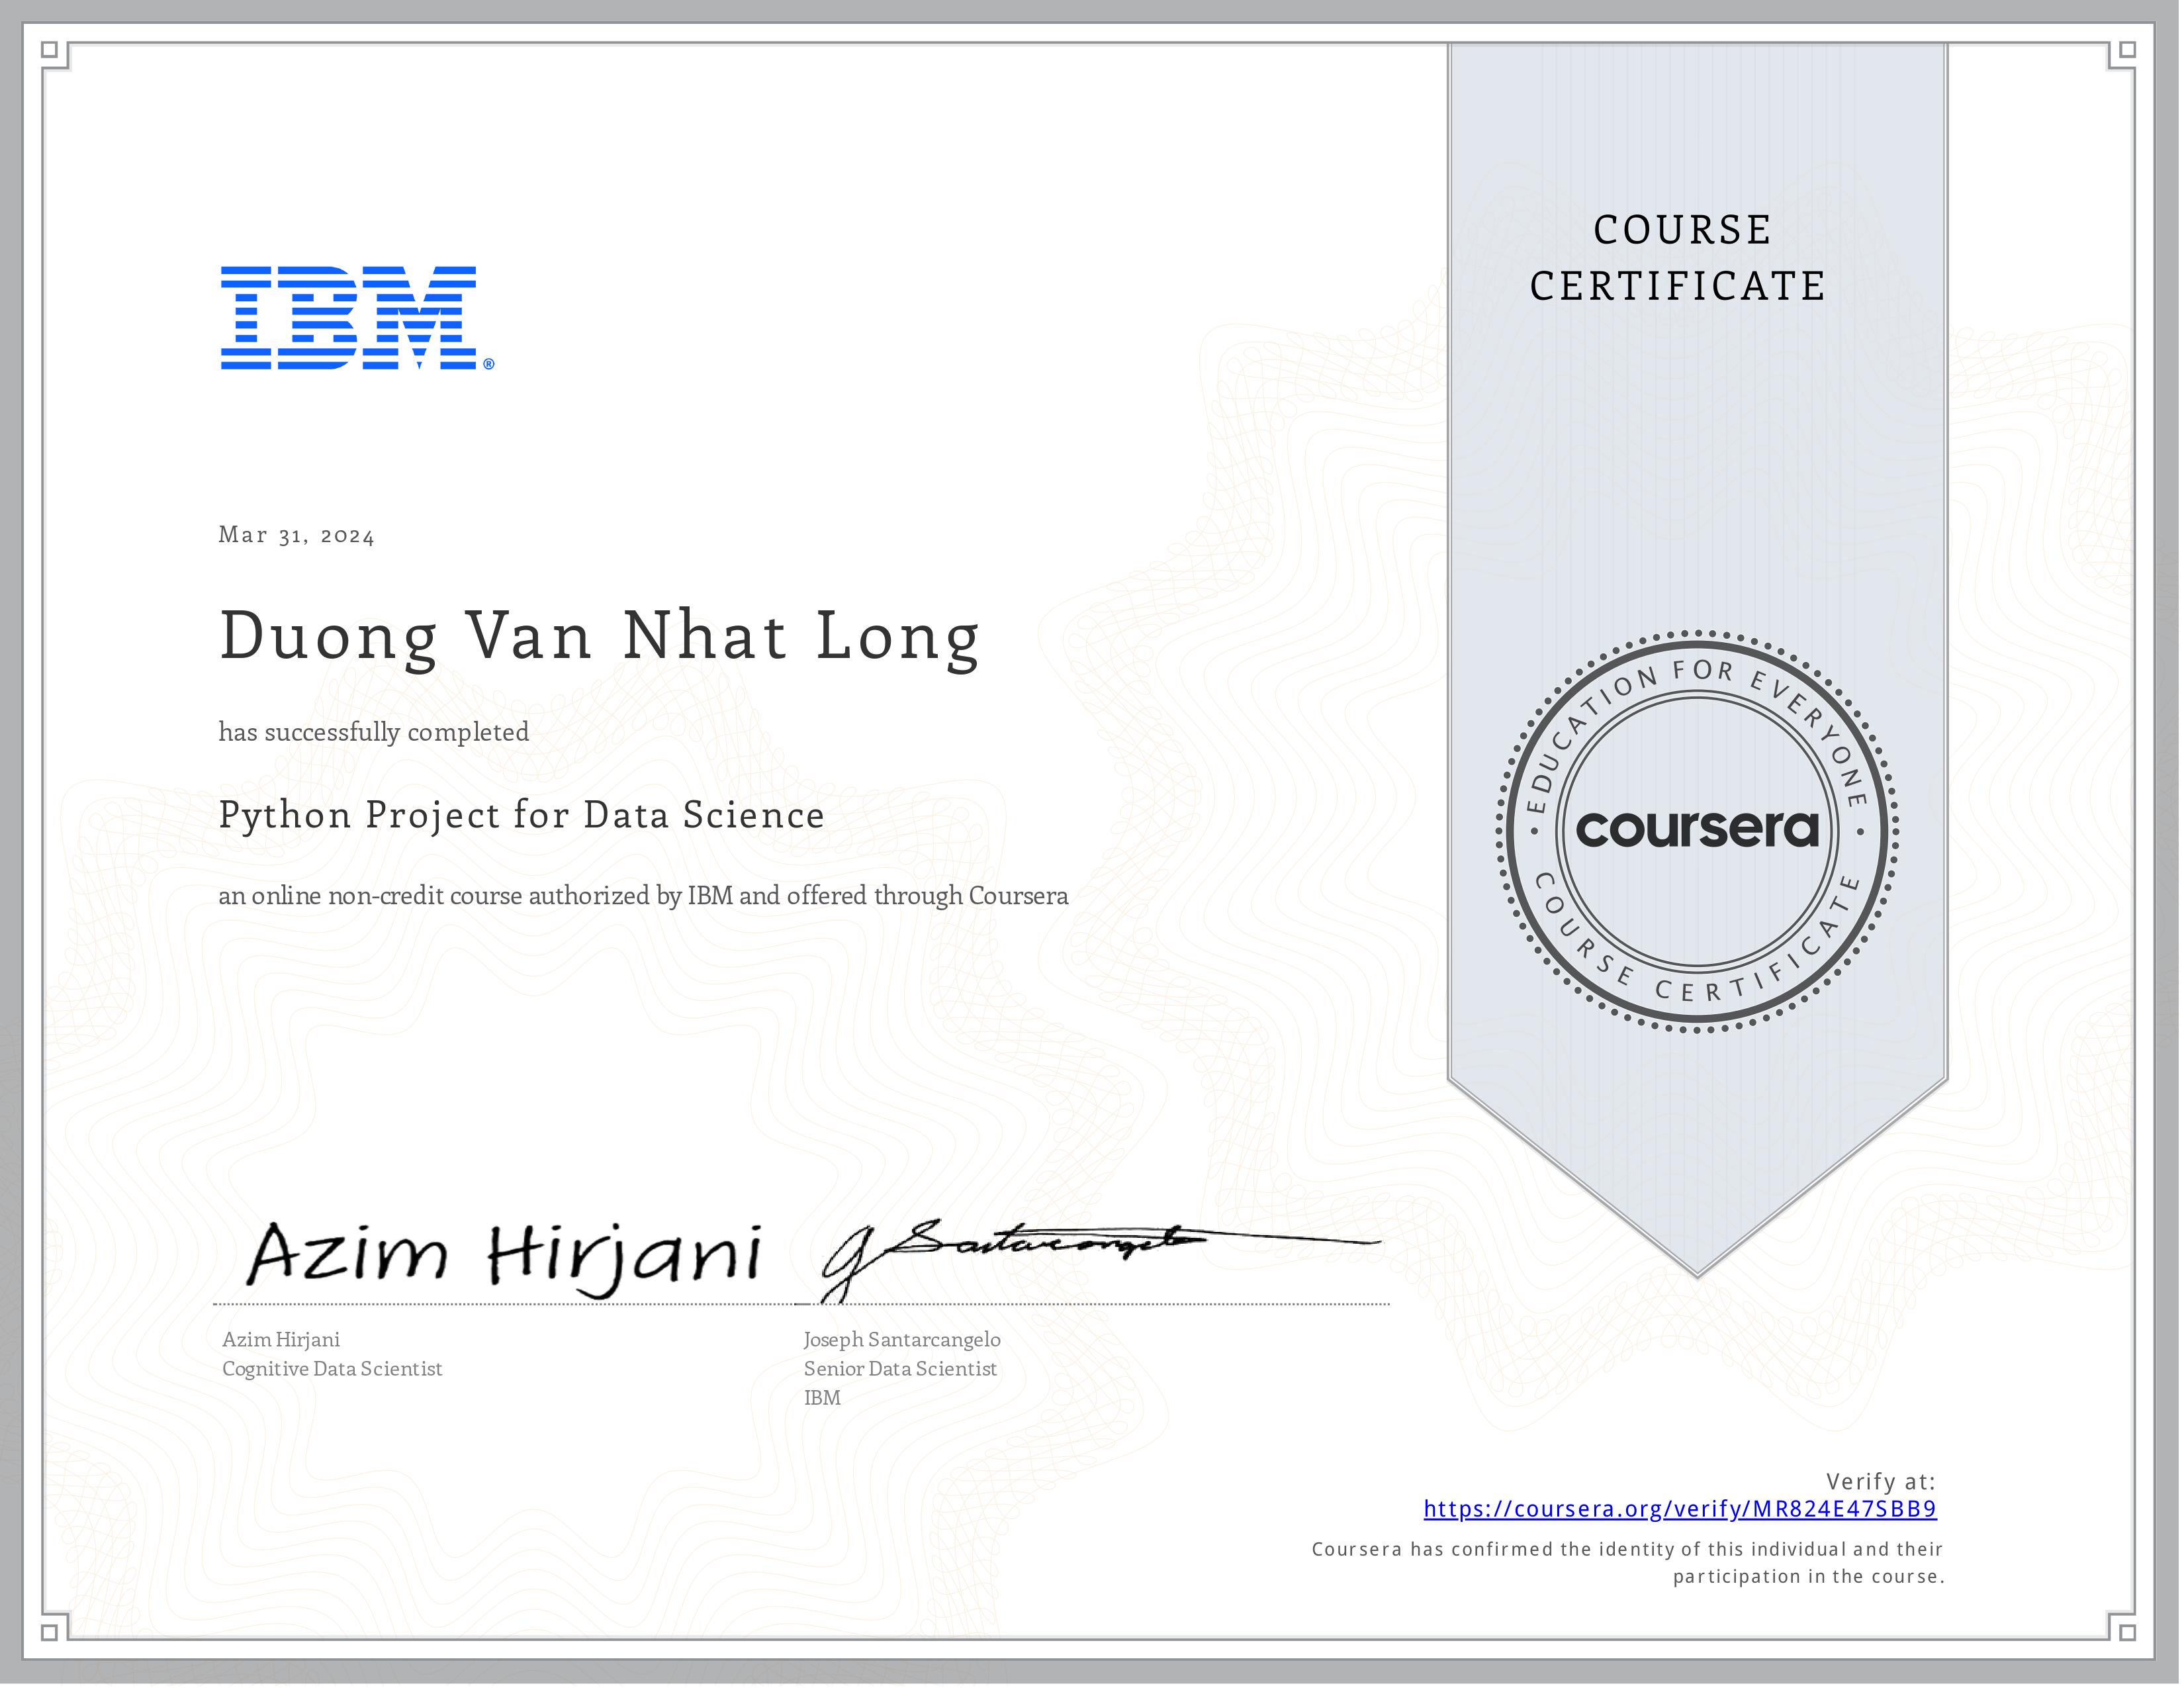 IBM®
COURSE
CERTIFICATE
Mar 31, 2024
Duong Van Nhat Long
has successfully completed
Python Project for Data Science
an online non-credit course authorized by IBM and offered through Coursera
EDUCATION FOR EVERYONE
coursera
COURSE CERTIFICATE
Azim Hirjani
J Santarcangelo
Azim Hirjani
Cognitive Data Scientist
Joseph Santarcangelo
Senior Data Scientist
IBM
Verify at:
https://coursera.org/verify/MR824E47SBB9
Coursera has confirmed the identity of this individual and their
participation in the course.